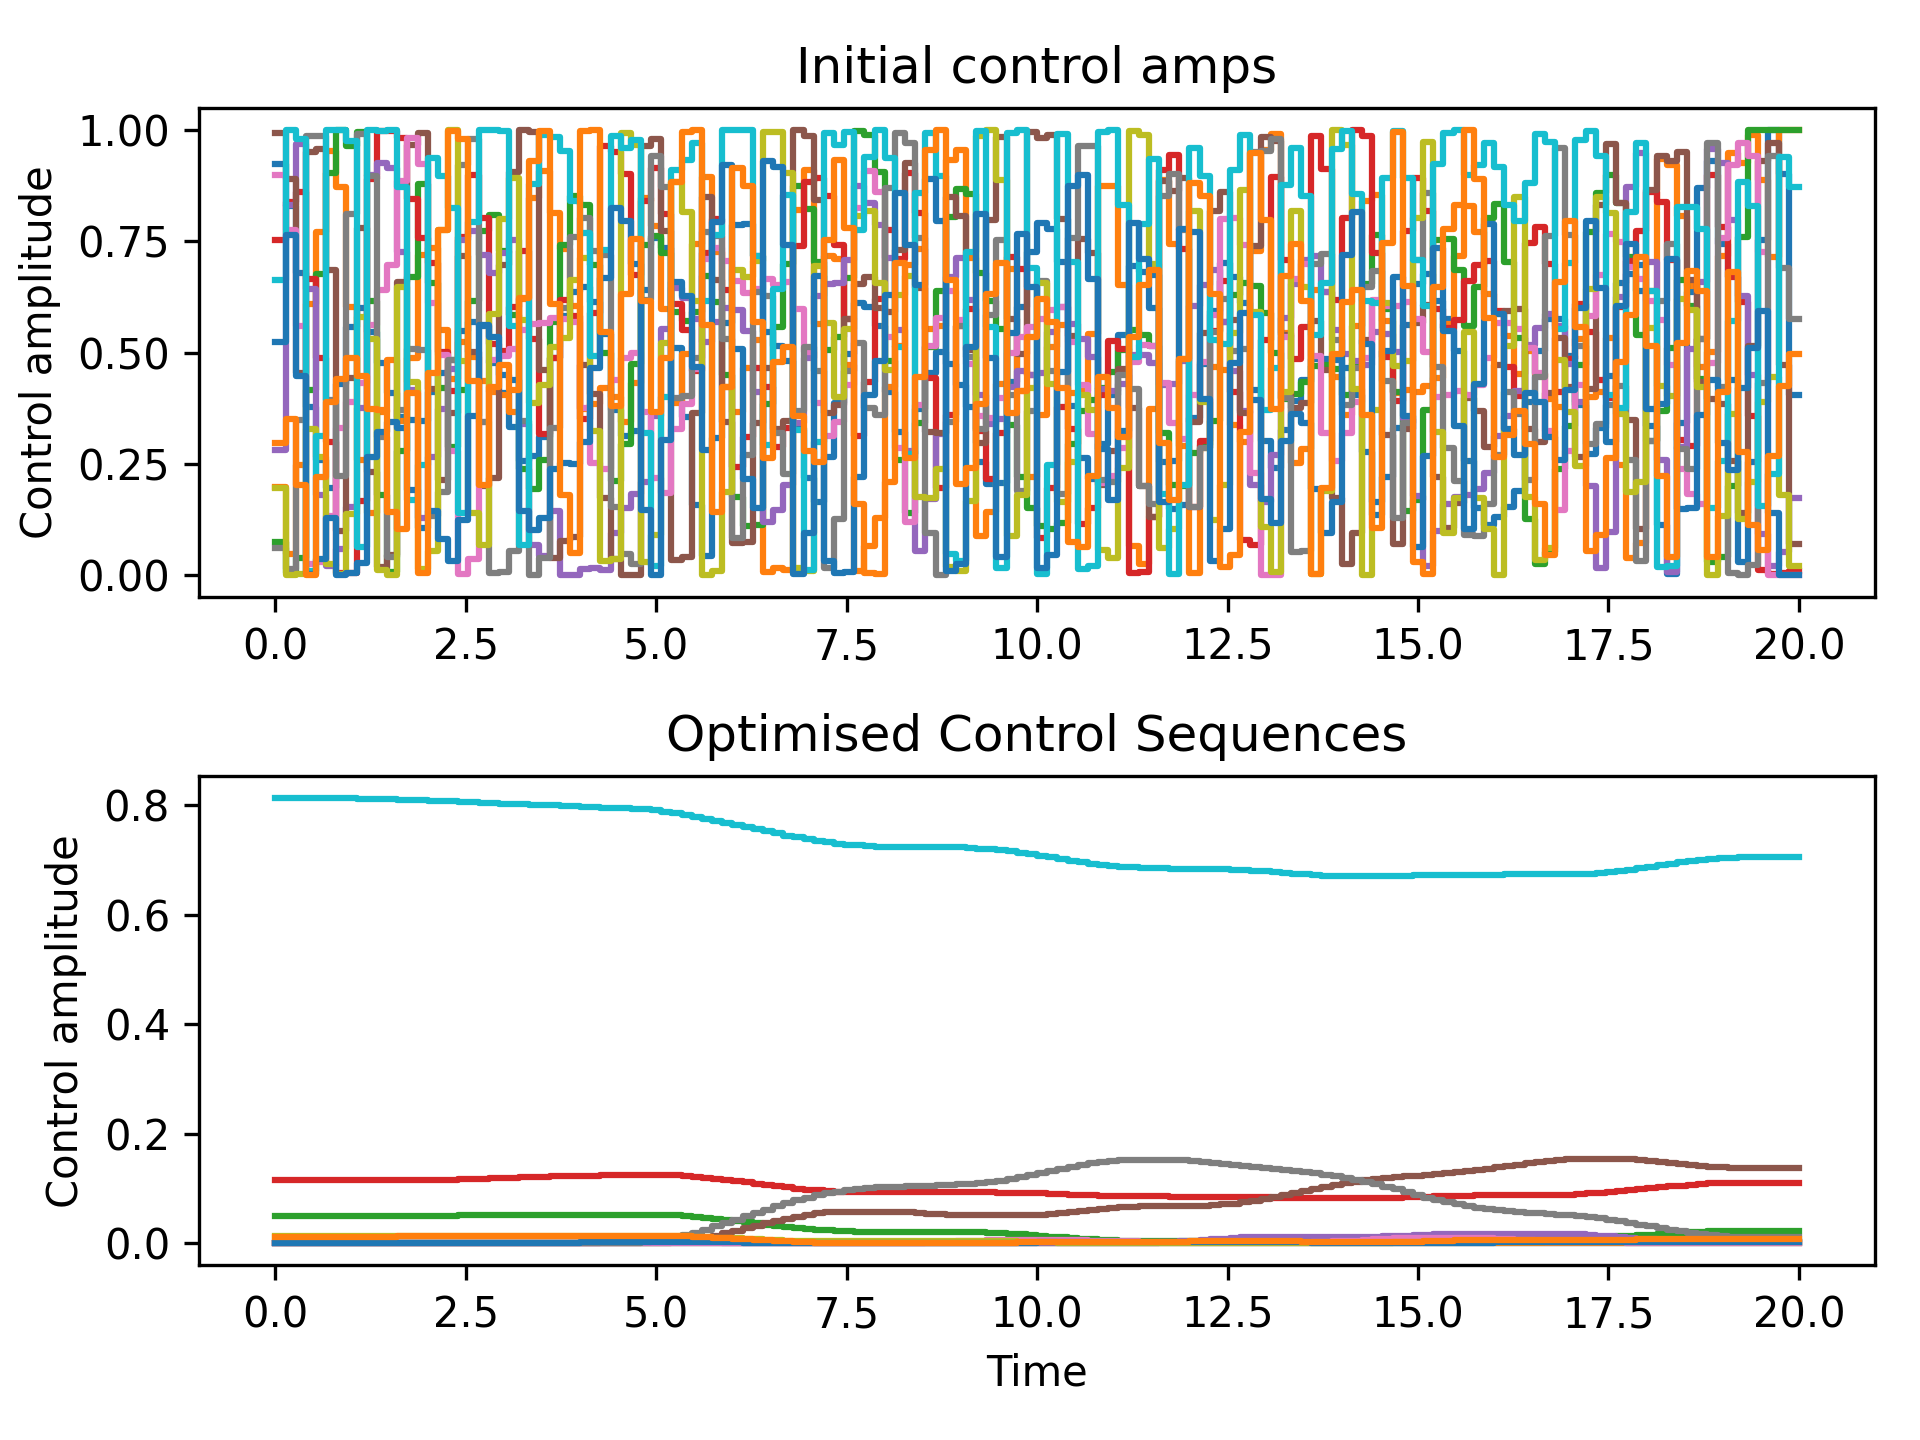 Initial control amps
Control amplitude
1.00
0.75
0.50
0.25
0.00
0.0 2.5 5.0 7.5 10.0 12.5 15.0 17.5 20.0
Optimised Control Sequences
Control amplitude
0.8
0.6
0.4
0.2
0.0
0.0 2.5 5.0 7.5 10.0 12.5 15.0 17.5 20.0
Time